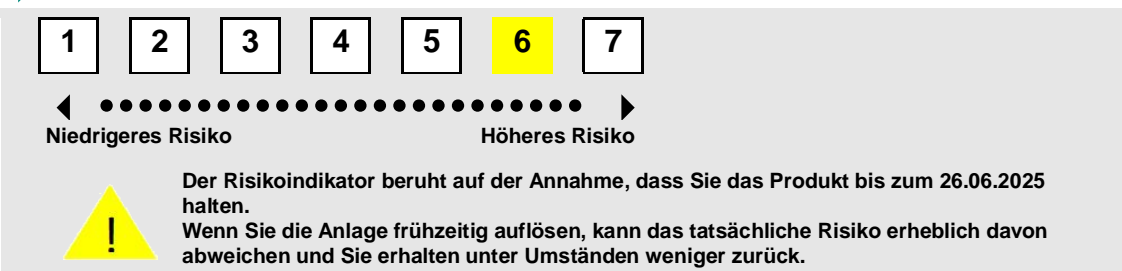 1 2 3 4 5 6 7
Niedrigeres Risiko Höheres Risiko
Der Risikoindikator beruht auf der Annahme, dass Sie das Produkt bis zum 26.06.2025
halten.
Wenn Sie die Anlage frühzeitig auflösen, kann das tatsächliche Risiko erheblich davon
abweichen und Sie erhalten unter Umständen weniger zurück.
!